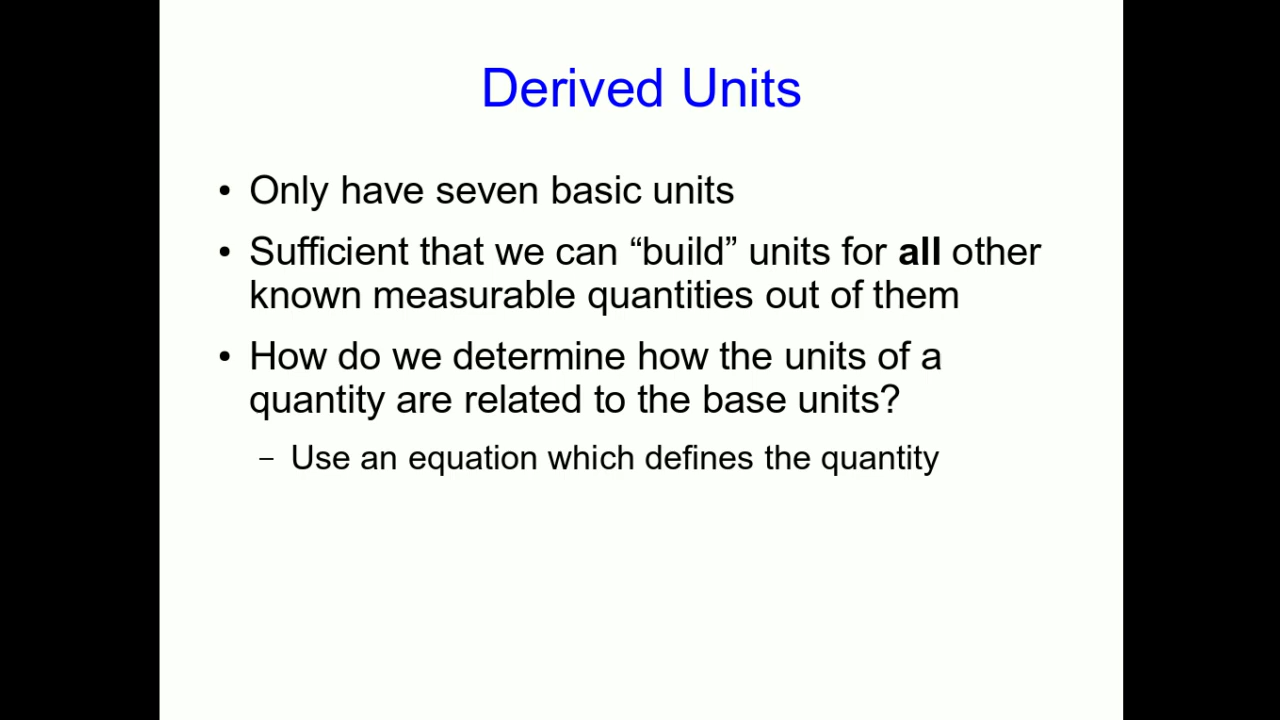 Derived Units
• Only have seven basic units
• Sufficient that we can “build” units for all other
known measurable quantities out of them
• How do we determine how the units of a
quantity are related to the base units?
– Use an equation which defines the quantity